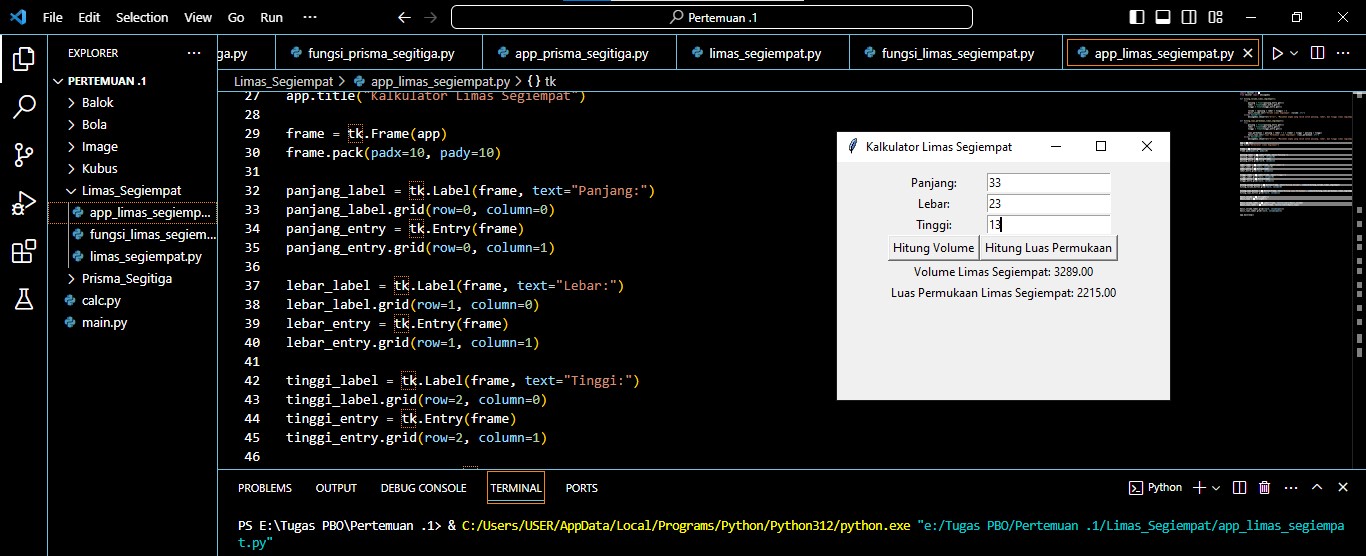 File Edit Selection View Go Run ··· Pertemuan .1
EXPLORER ···
PERTEMUAN .1
Balok
Bola
Image
Kubus
Limas_Segiempat
app_limas_segiemp...
fungsi_limas_segiem...
limas_segiempat.py
Prisma_Segitiga
calc.py
main.py
ga.py fungsi_prisma_segitiga.py app_prisma_segitiga.py limas_segiempat.py fungsi_limas_segiempat.py app_limas_segiempat.py
Limas_Segiempat > app_limas_segiempat.py > {} tk
27 app.title("Kalkulator Limas Segiempat")
28
29 frame = tk.Frame(app)
30 frame.pack(padx=10, pady=10)
31
32 panjang_label = tk.Label(frame, text="Panjang:")
33 panjang_label.grid(row=0, column=0)
34 panjang_entry = tk.Entry(frame)
35 panjang_entry.grid(row=0, column=1)
36
37 lebar_label = tk.Label(frame, text="Lebar:")
38 lebar_label.grid(row=1, column=0)
39 lebar_entry = tk.Entry(frame)
40 lebar_entry.grid(row=1, column=1)
41
42 tinggi_label = tk.Label(frame, text="Tinggi:")
43 tinggi_label.grid(row=2, column=0)
44 tinggi_entry = tk.Entry(frame)
45 tinggi_entry.grid(row=2, column=1)
46
Kalkulator Limas Segiempat
Panjang: 33
Lebar: 23
Tinggi: 13
Hitung Volume Hitung Luas Permukaan
Volume Limas Segiempat: 3289.00
Luas Permukaan Limas Segiempat: 2215.00
PROBLEMS OUTPUT DEBUG CONSOLE TERMINAL PORTS Python
PS E:\Tugas PBO\Pertemuan .1> & C:/Users/USER/AppData/Local/Programs/Python/Python312/python.exe "e:/Tugas PBO/Pertemuan .1/Limas_Segiempat/app_limas_segiempa
t.py"